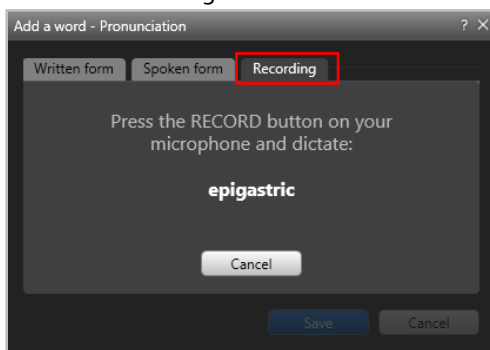 Add a word - Pronunciation ? X
Written form Spoken form Recording
Press the RECORD button on your
microphone and dictate:
epigastric
Cancel
Save Cancel